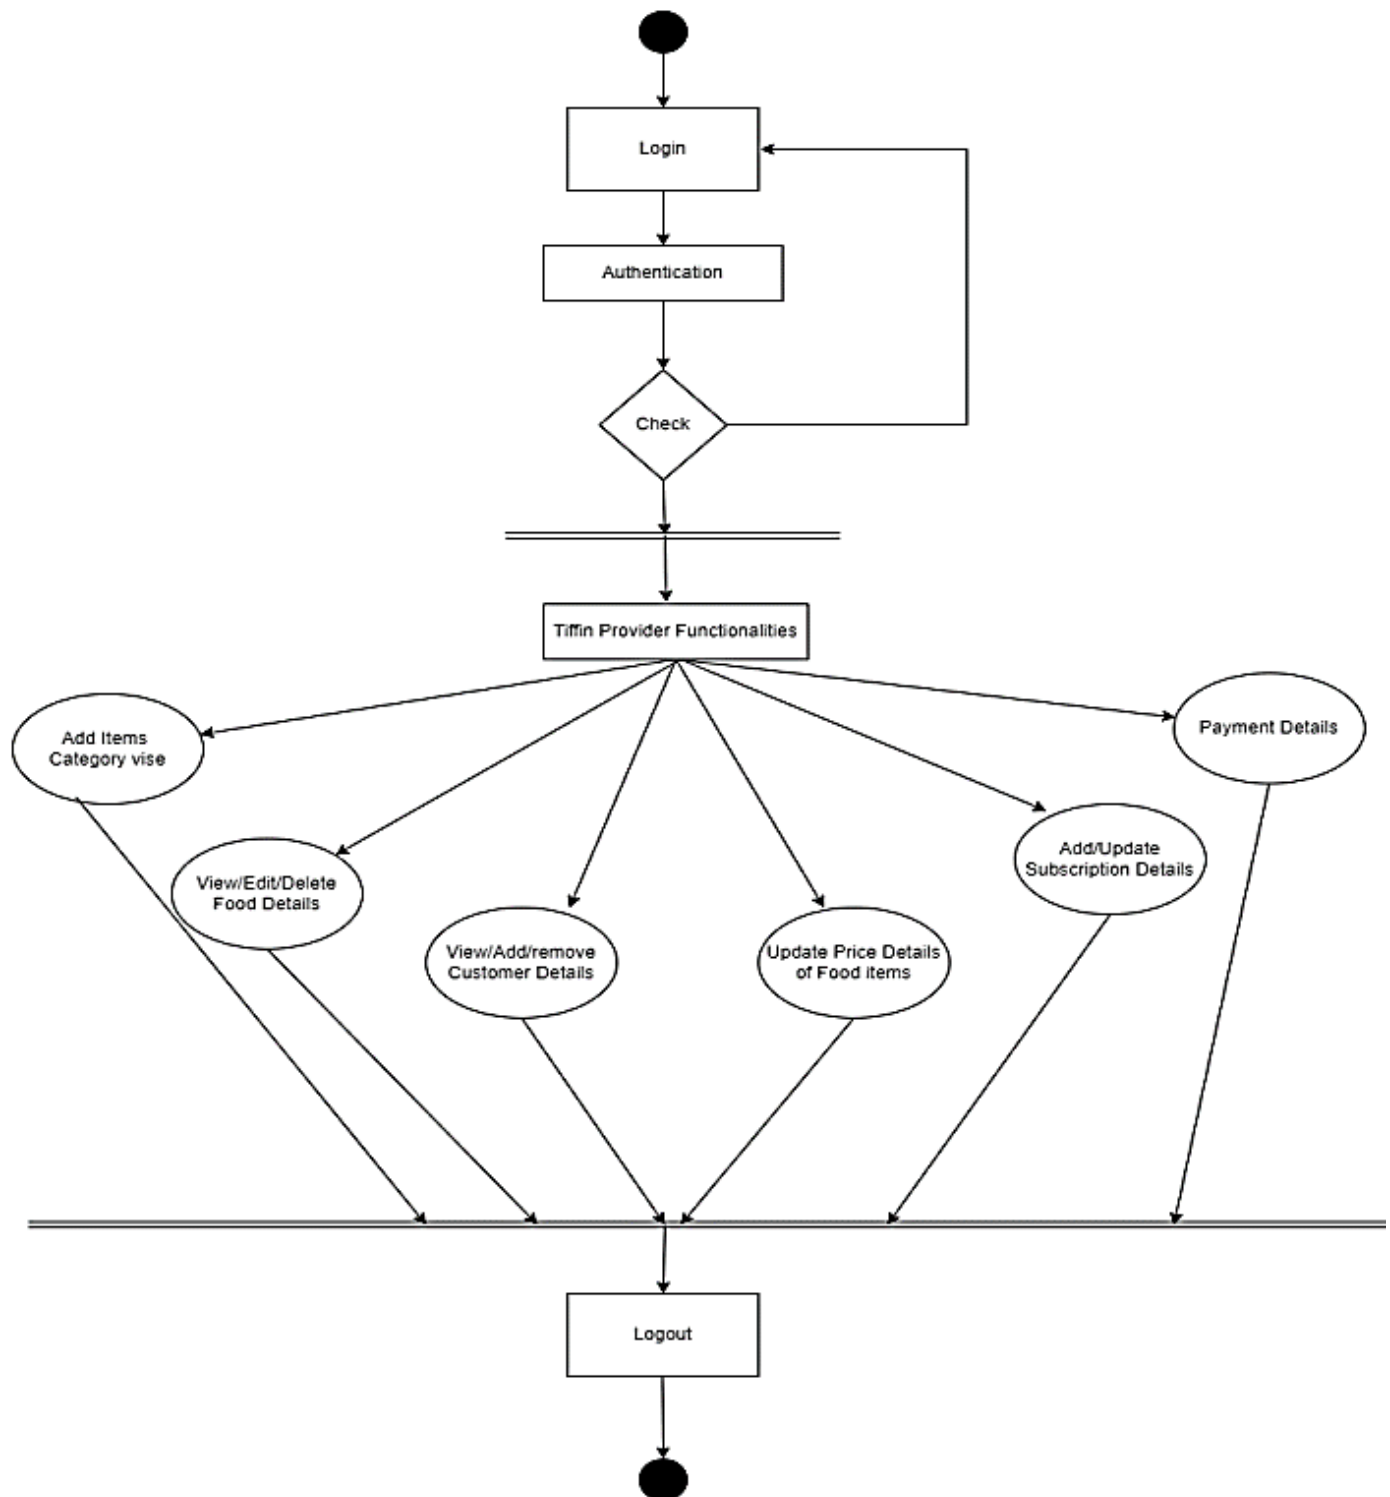 Login
Authentication
Check
Tiffin Provider Functionalities
Add Items
Category vise
Payment Details
View/Edit/Delete
Food Details
View/Add/remove
Customer Details
Update Price Details
of Food items
Add/Update
Subscription Details
Logout